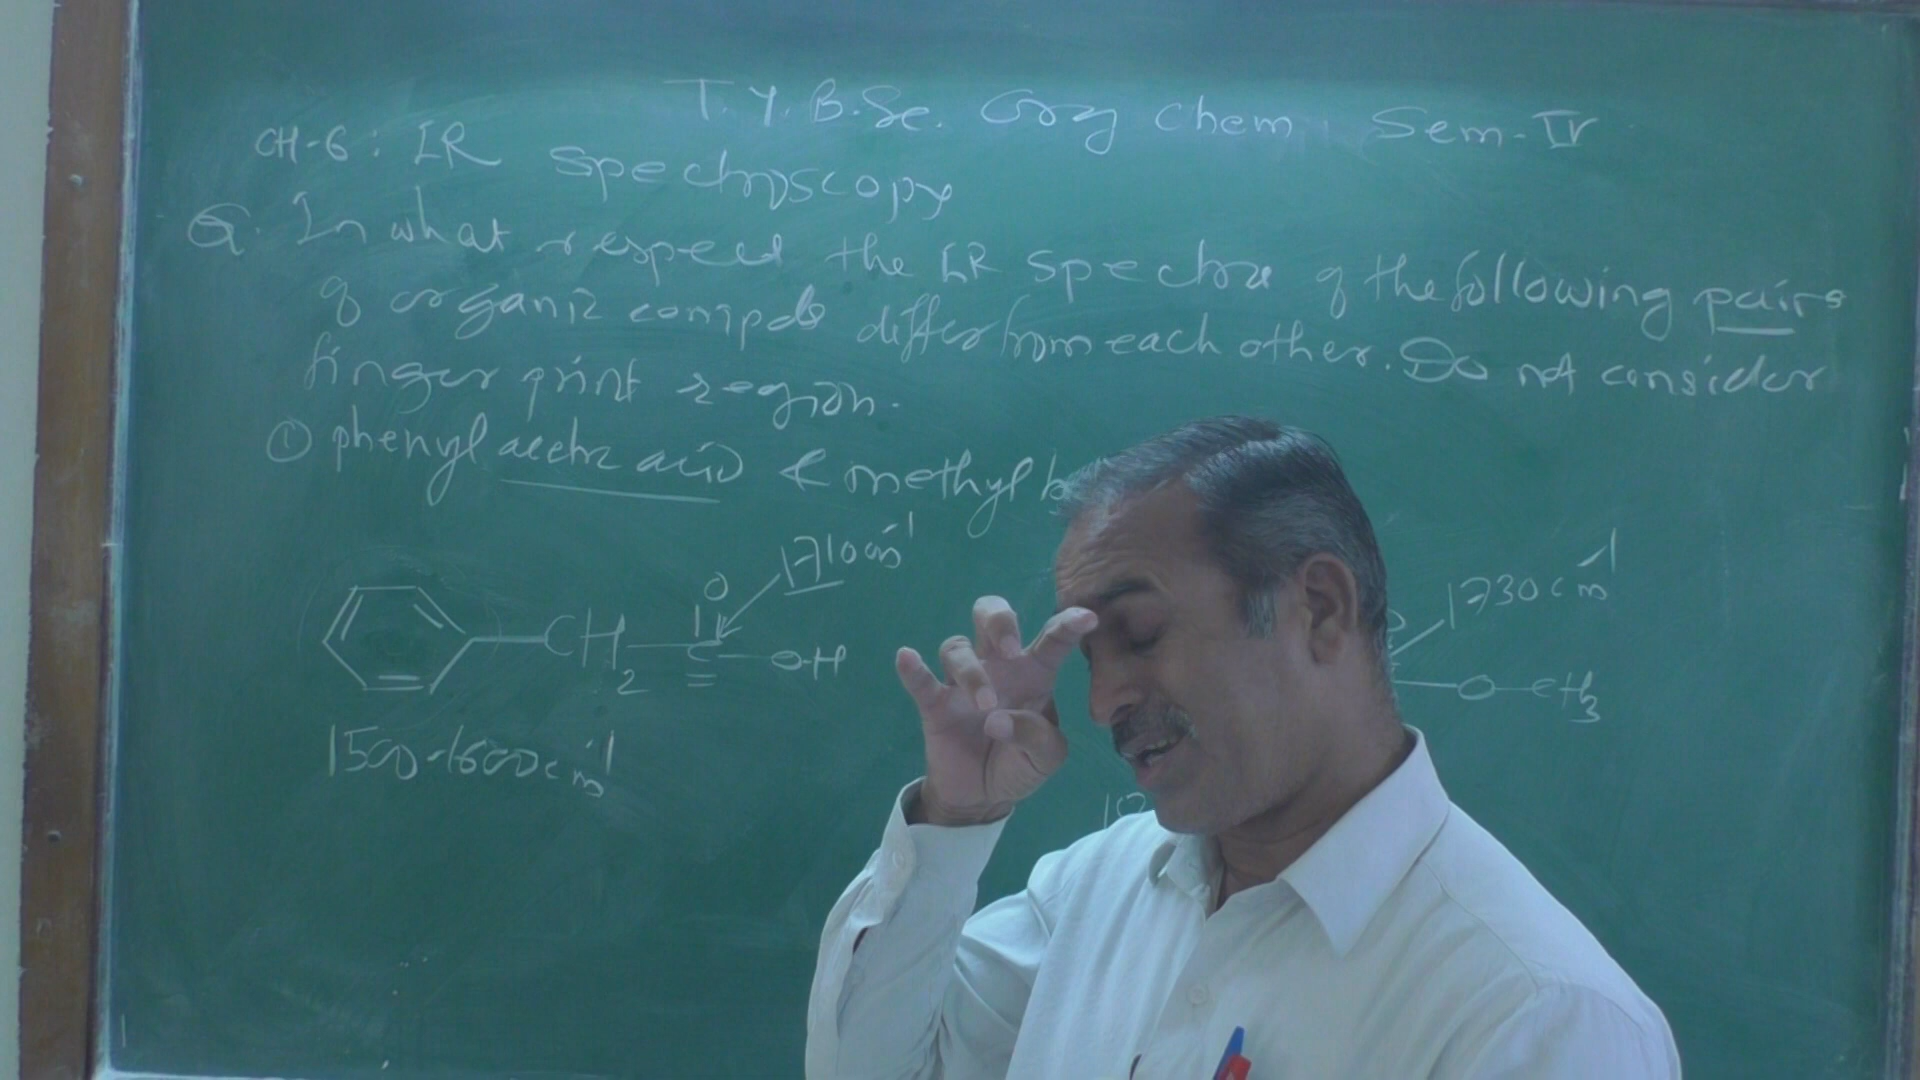 T.Y.B.Sc. Org Chem Sem-IV
CH-6: IR spectroscopy
Q. In what respect the IR spectra of the following pairs
of organic compds differ from each other. Do not consider
finger print region.
① phenyl acetic acid & methyl b
1710 cm-1
1730 cm-1
O
CH2 C O-H
O-CH3
1500-1600 cm-1